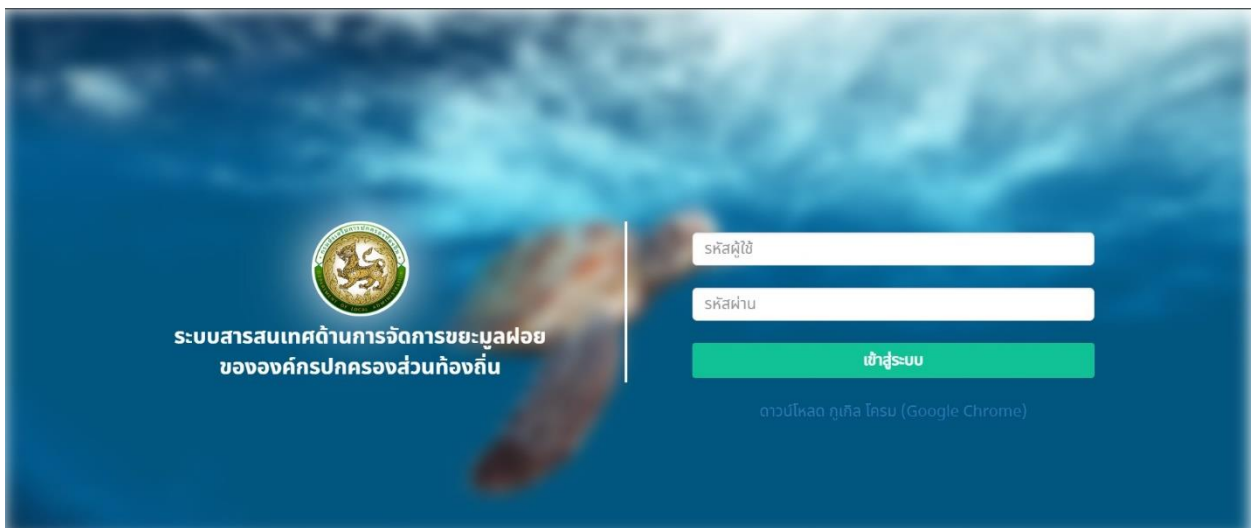 ระบบสารสนเทศด้านการจัดการขยะมูลฝอย
ขององค์กรปกครองส่วนท้องถิ่น
รหัสผู้ใช้
รหัสผ่าน
เข้าสู่ระบบ
ดาวน์โหลด กูเกิล โครม (Google Chrome)